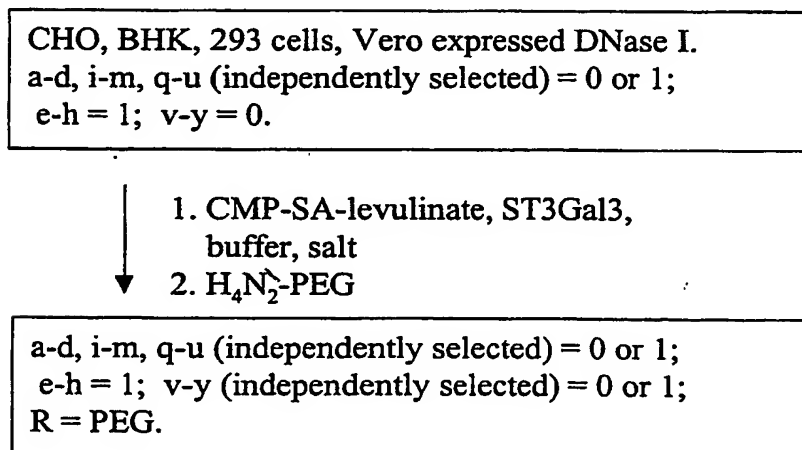 CHO, BHK, 293 cells, Vero expressed DNase I.
a-d, i-m, q-u (independently selected) = 0 or 1;
e-h = 1; v-y = 0.
1. CMP-SA-levulinate, ST3Gal3,
buffer, salt
2. H₄N₂-PEG
a-d, i-m, q-u (independently selected) = 0 or 1;
e-h = 1; v-y (independently selected) = 0 or 1;
R = PEG.